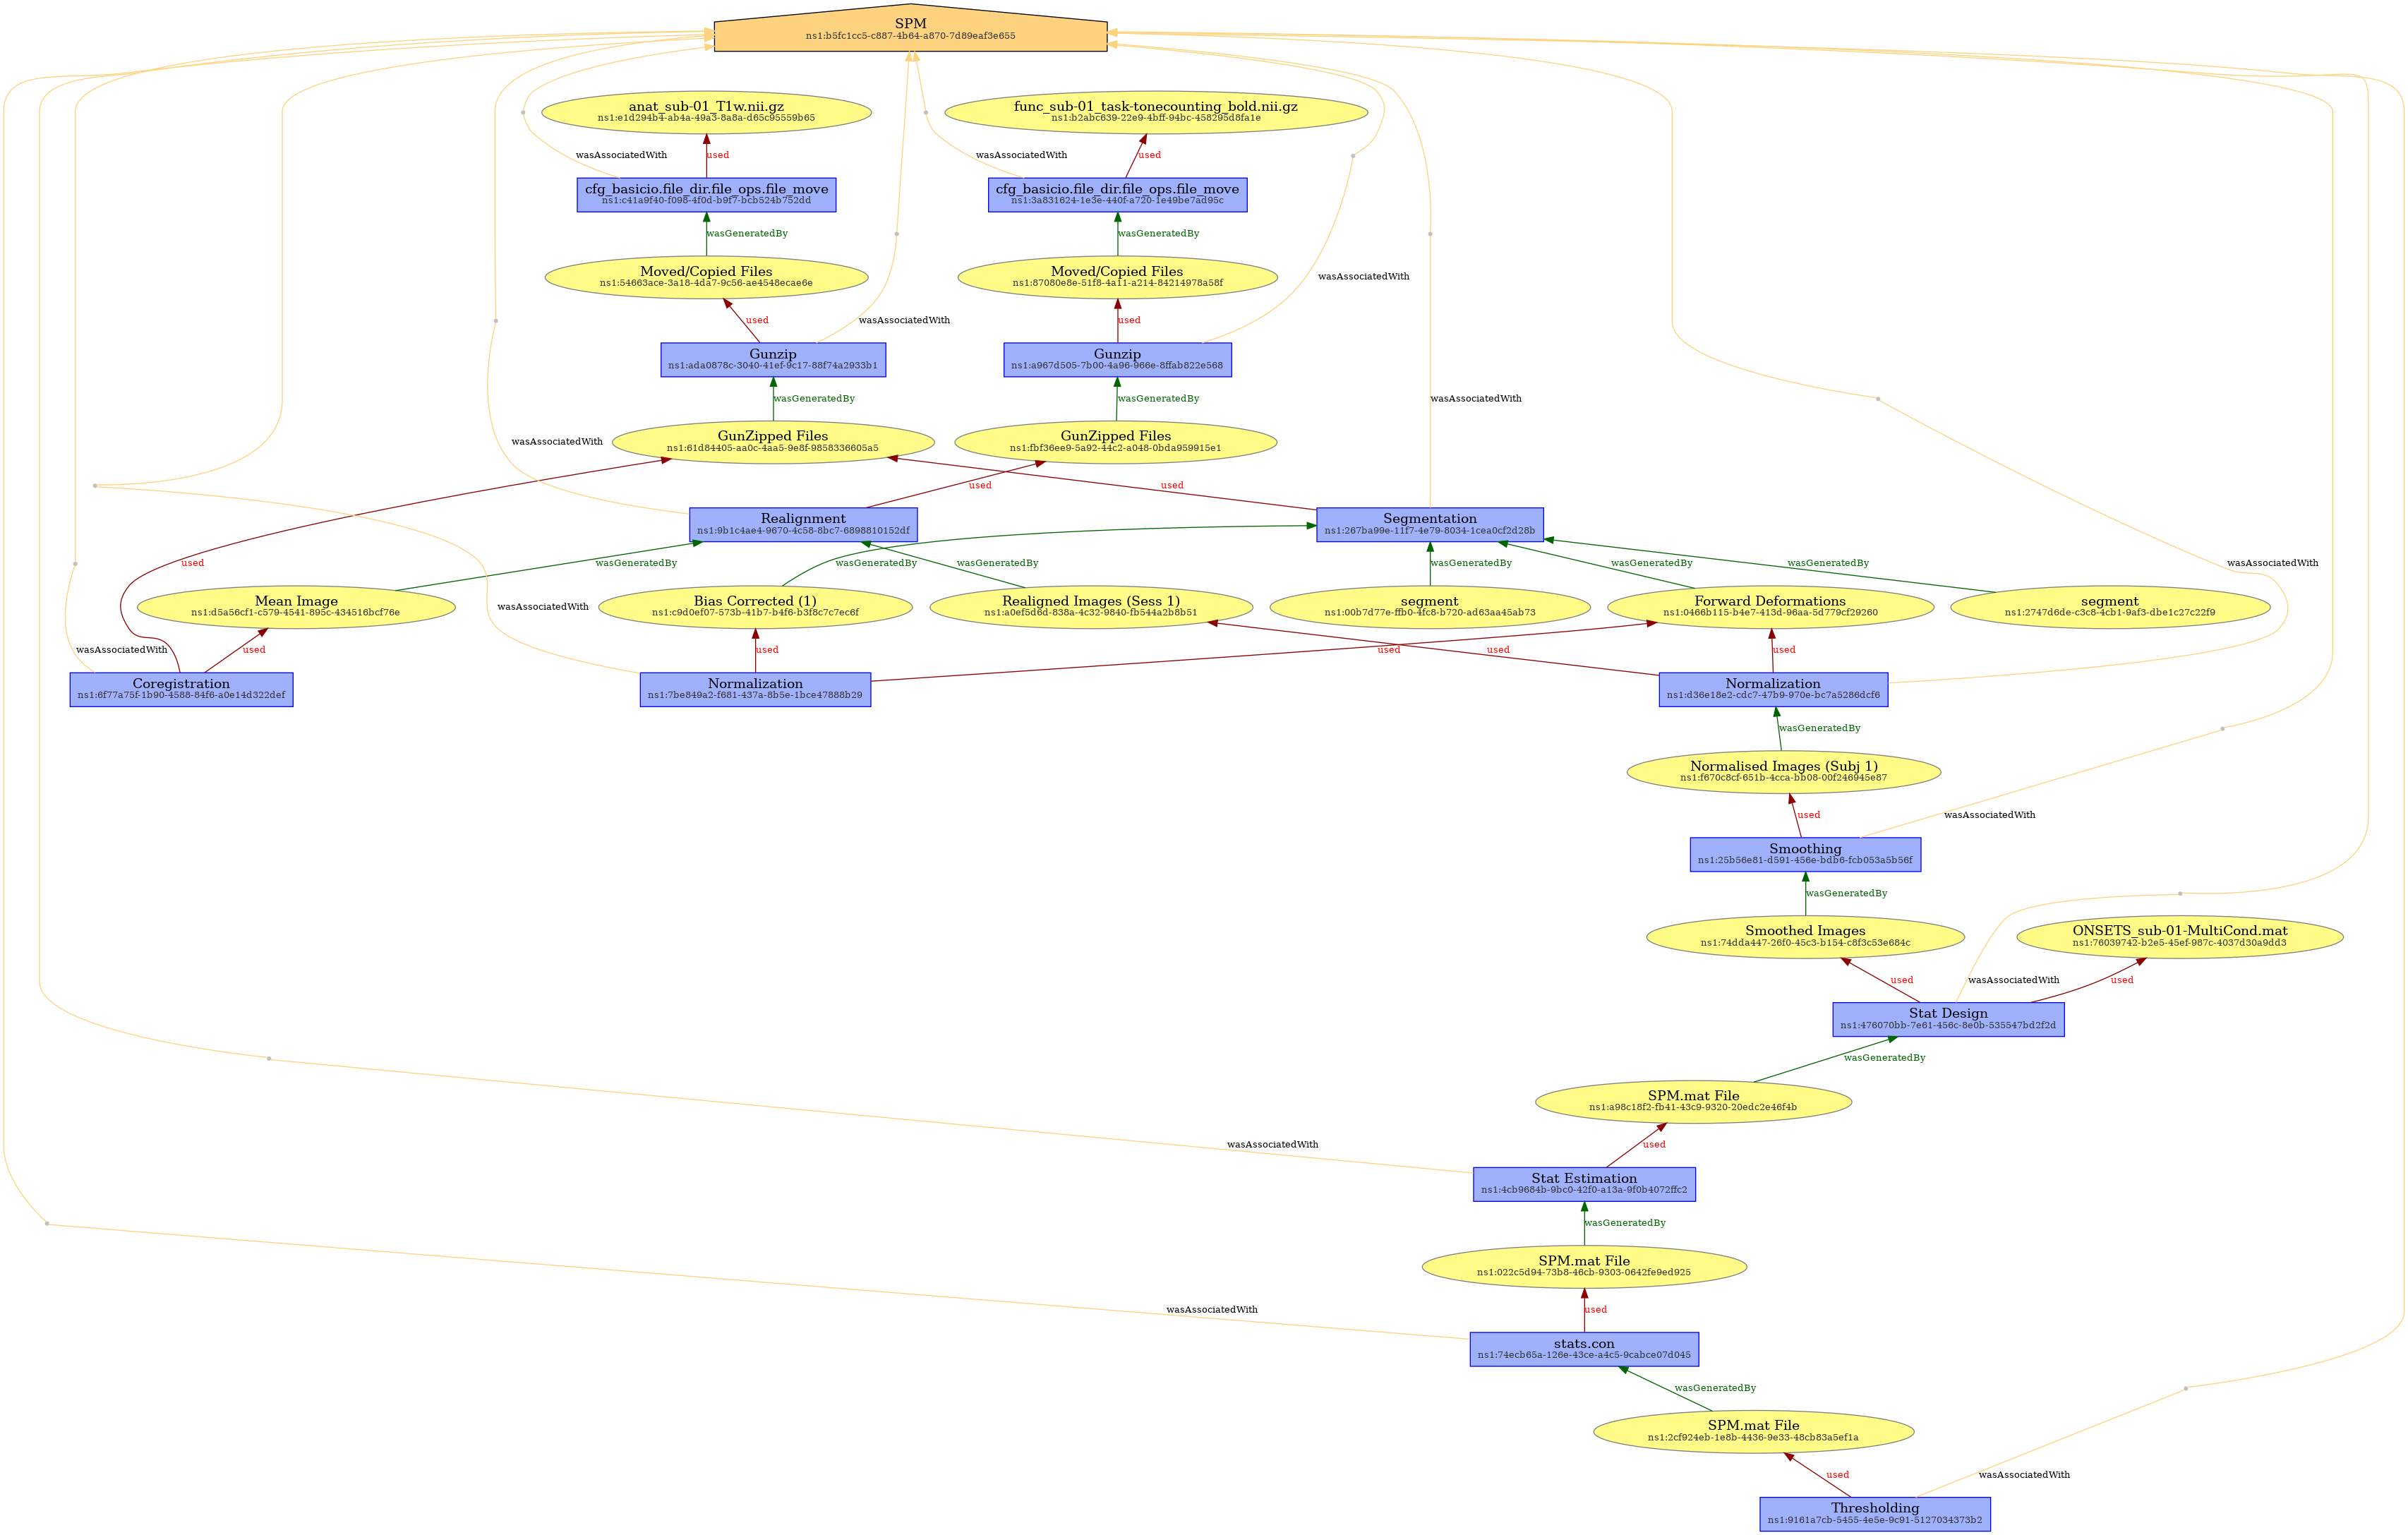 SPM
ns1:b5fc1cc5-c887-4b64-a870-7d89eaf3e655
anat_sub-01_T1w.nii.gz
ns1:e1d294b4-ab4a-49a3-8a8a-d65c95559b65
func_sub-01_task-tonecounting_bold.nii.gz
ns1:b2abc639-22e9-4bff-94bc-458295d8fa1e
wasAssociatedWith
used
wasAssociatedWith
used
cfg_basicio.file_dir.file_ops.file_move
ns1:c41a9f40-f098-4f0d-b9f7-bcb524b752dd
cfg_basicio.file_dir.file_ops.file_move
ns1:3a831624-1e3e-440f-a720-1e49be7ad95c
wasGeneratedBy
wasGeneratedBy
Moved/Copied Files
ns1:54663ace-3a18-4da7-9c56-ae4548ecae6e
Moved/Copied Files
ns1:87080e8e-51f8-4a11-a214-84214978a58f
wasAssociatedWith
used
wasAssociatedWith
used
Gunzip
ns1:ada0878c-3040-41ef-9c17-88f74a2933b1
Gunzip
ns1:a967d505-7b00-4a96-966e-8ffab822e568
wasGeneratedBy
wasGeneratedBy
wasAssociatedWith
GunZipped Files
ns1:61d84405-aa0c-4aa5-9e8f-9858336605a5
GunZipped Files
ns1:fbf36ee9-5a92-44c2-a048-0bda959915e1
wasAssociatedWith
used
used
Realignment
ns1:9b1c4ae4-9670-4c58-8bc7-6898810152df
Segmentation
ns1:267ba99e-11f7-4e79-8034-1cea0cf2d28b
used
wasGeneratedBy
wasGeneratedBy
wasGeneratedBy
wasGeneratedBy
wasGeneratedBy
wasGeneratedBy
wasAssociatedWith
Mean Image
ns1:d5a56cf1-c579-4541-895c-434516bcf76e
wasAssociatedWith
Bias Corrected (1)
ns1:c9d0ef07-573b-41b7-b4f6-b3f8c7c7ec6f
Realigned Images (Sess 1)
ns1:a0ef5d6d-838a-4c32-9840-fb544a2b8b51
segment
ns1:00b7d77e-ffb0-4fc8-b720-ad63aa45ab73
Forward Deformations
ns1:0466b115-b4e7-413d-96aa-5d779cf29260
segment
ns1:2747d6de-c3c8-4cb1-9af3-dbe1c27c22f9
wasAssociatedWith
used
used
used
used
used
Coregistration
ns1:6f77a75f-1b90-4588-84f6-a0e14d322def
Normalization
ns1:7be849a2-f681-437a-8b5e-1bce47888b29
Normalization
ns1:d36e18e2-cdc7-47b9-970e-bc7a5286dcf6
wasGeneratedBy
Normalised Images (Subj 1)
ns1:f670c8cf-651b-4cca-bb08-00f246945e87
used
wasAssociatedWith
Smoothing
ns1:25b56e81-d591-456e-bdb6-fcb053a5b56f
wasGeneratedBy
Smoothed Images
ns1:74dda447-26f0-45c3-b154-c8f3c53e684c
ONSETS_sub-01-MultiCond.mat
ns1:76039742-b2e5-45ef-987c-4037d30a9dd3
used
wasAssociatedWith
used
Stat Design
ns1:476070bb-7e61-456c-8e0b-535547bd2f2d
wasGeneratedBy
SPM.mat File
ns1:a98c18f2-fb41-43c9-9320-20edc2e46f4b
wasAssociatedWith
used
Stat Estimation
ns1:4cb9684b-9bc0-42f0-a13a-9f0b4072ffc2
wasGeneratedBy
SPM.mat File
ns1:022c5d94-73b8-46cb-9303-0642fe9ed925
wasAssociatedWith
used
stats.con
ns1:74ecb65a-126e-43ce-a4c5-9cabce07d045
wasGeneratedBy
SPM.mat File
ns1:2cf924eb-1e8b-4436-9e33-48cb83a5ef1a
used
wasAssociatedWith
Thresholding
ns1:9161a7cb-5455-4e5e-9c91-5127034373b2